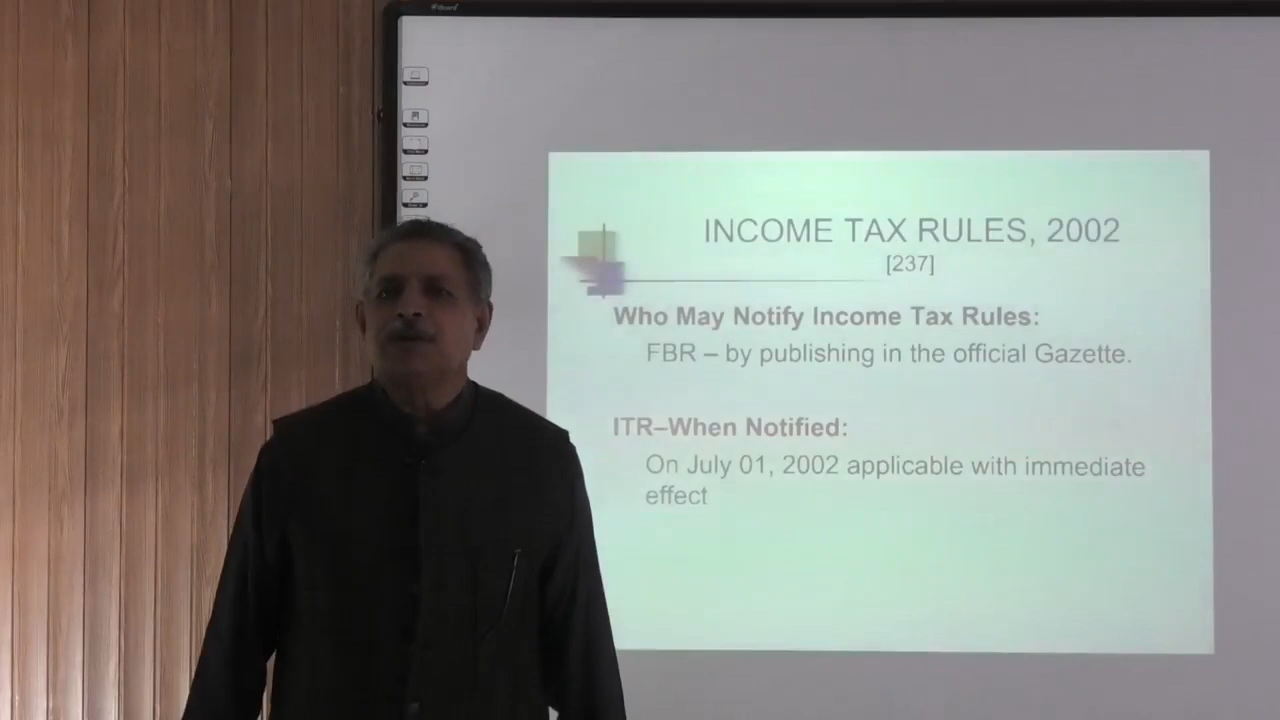 INCOME TAX RULES, 2002
[237]
Who May Notify Income Tax Rules:
FBR – by publishing in the official Gazette.
ITR–When Notified:
On July 01, 2002 applicable with immediate
effect